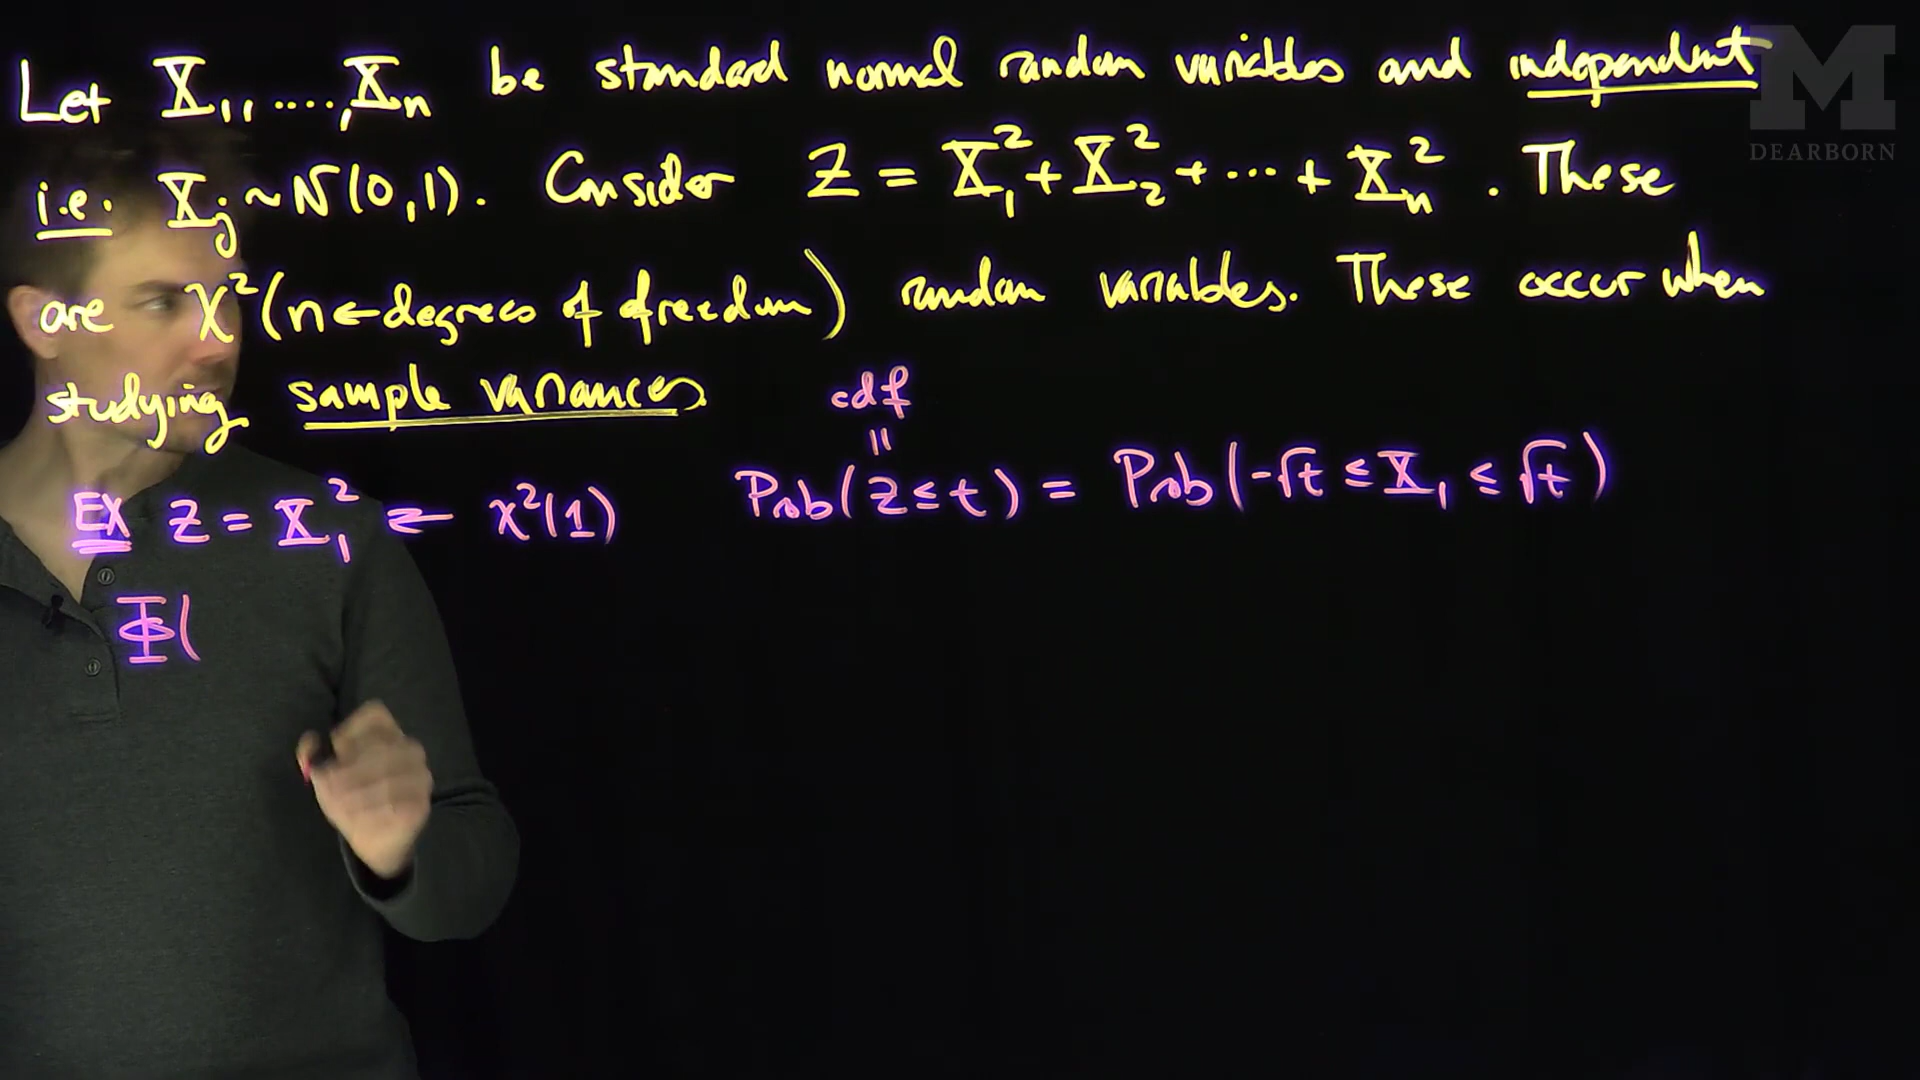 Let X₁, ...., Xₙ be standard normal random variables and independent
i.e. Xⱼ ~ N(0,1). Consider Z = X₁² + X₂² + ... + Xₙ². These
are χ²(n ← degrees of freedom) random variables. These occur when
studying sample variances.
cdf
=
EX Z = X₁² ← χ²(1) Prob(Z ≤ t) = Prob(-√t ≤ X₁ ≤ √t)
Φ(
M
DEARBORN